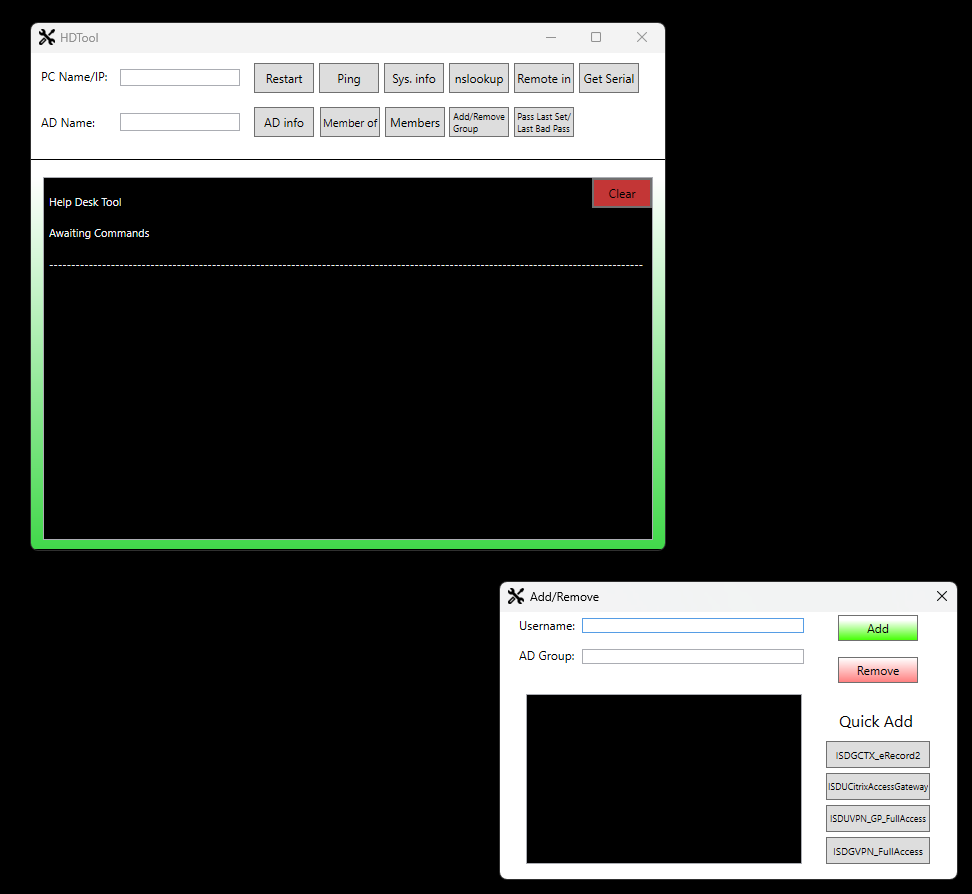 HDTool
PC Name/IP:
Restart
Ping
Sys. info
nslookup
Remote in
Get Serial
AD Name:
AD info
Member of
Members
Add/Remove
Group
Pass Last Set/
Last Bad Pass
Clear
Help Desk Tool
Awaiting Commands
Add/Remove
Username:
Add
AD Group:
Remove
Quick Add
ISDGCTX_eRecord2
ISDUCitrixAccessGateway
ISDUVPN_GP_FullAccess
ISDGVPN_FullAccess